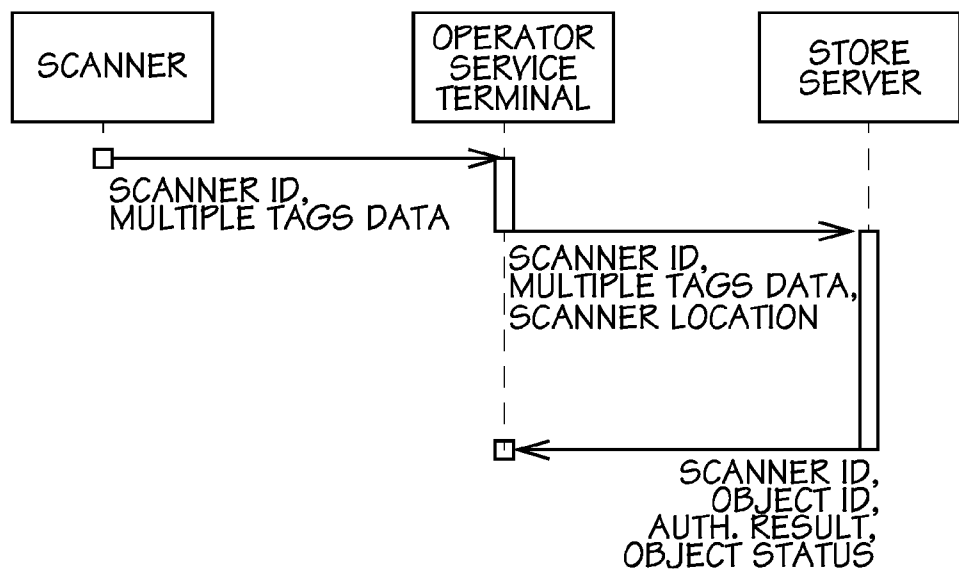 SCANNER
OPERATOR
SERVICE
TERMINAL
STORE
SERVER
SCANNER ID,
MULTIPLE TAGS DATA
SCANNER ID,
MULTIPLE TAGS DATA,
SCANNER LOCATION
SCANNER ID,
OBJECT ID,
AUTH. RESULT,
OBJECT STATUS